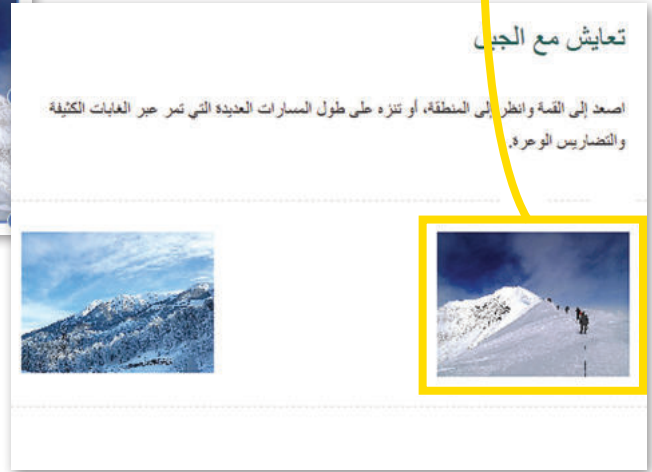 تعايش مع الجبل
اصعد إلى القمة وانظر إلى المنطقة، أو تنزه على طول المسارات العديدة التي تمر عبر الغابات الكثيفة
والتضاريس الوعرة.